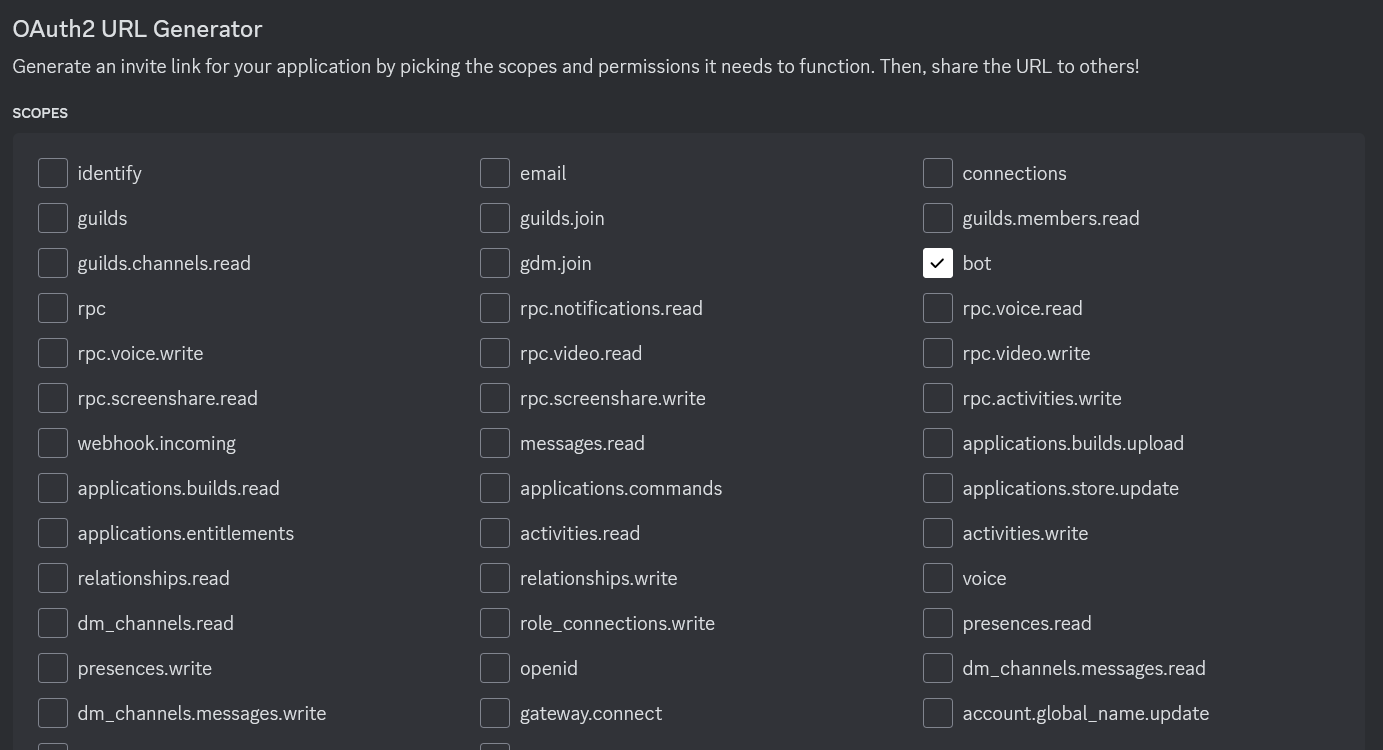 OAuth2 URL Generator
Generate an invite link for your application by picking the scopes and permissions it needs to function. Then, share the URL to others!
SCOPES
identify email connections
guilds guilds.join guilds.members.read
guilds.channels.read gdm.join bot
rpc rpc.notifications.read rpc.voice.read
rpc.voice.write rpc.video.read rpc.video.write
rpc.screenshare.read rpc.screenshare.write rpc.activities.write
webhook.incoming messages.read applications.builds.upload
applications.builds.read applications.commands applications.store.update
applications.entitlements activities.read activities.write
relationships.read relationships.write voice
dm_channels.read role_connections.write presences.read
presences.write openid dm_channels.messages.read
dm_channels.messages.write gateway.connect account.global_name.update